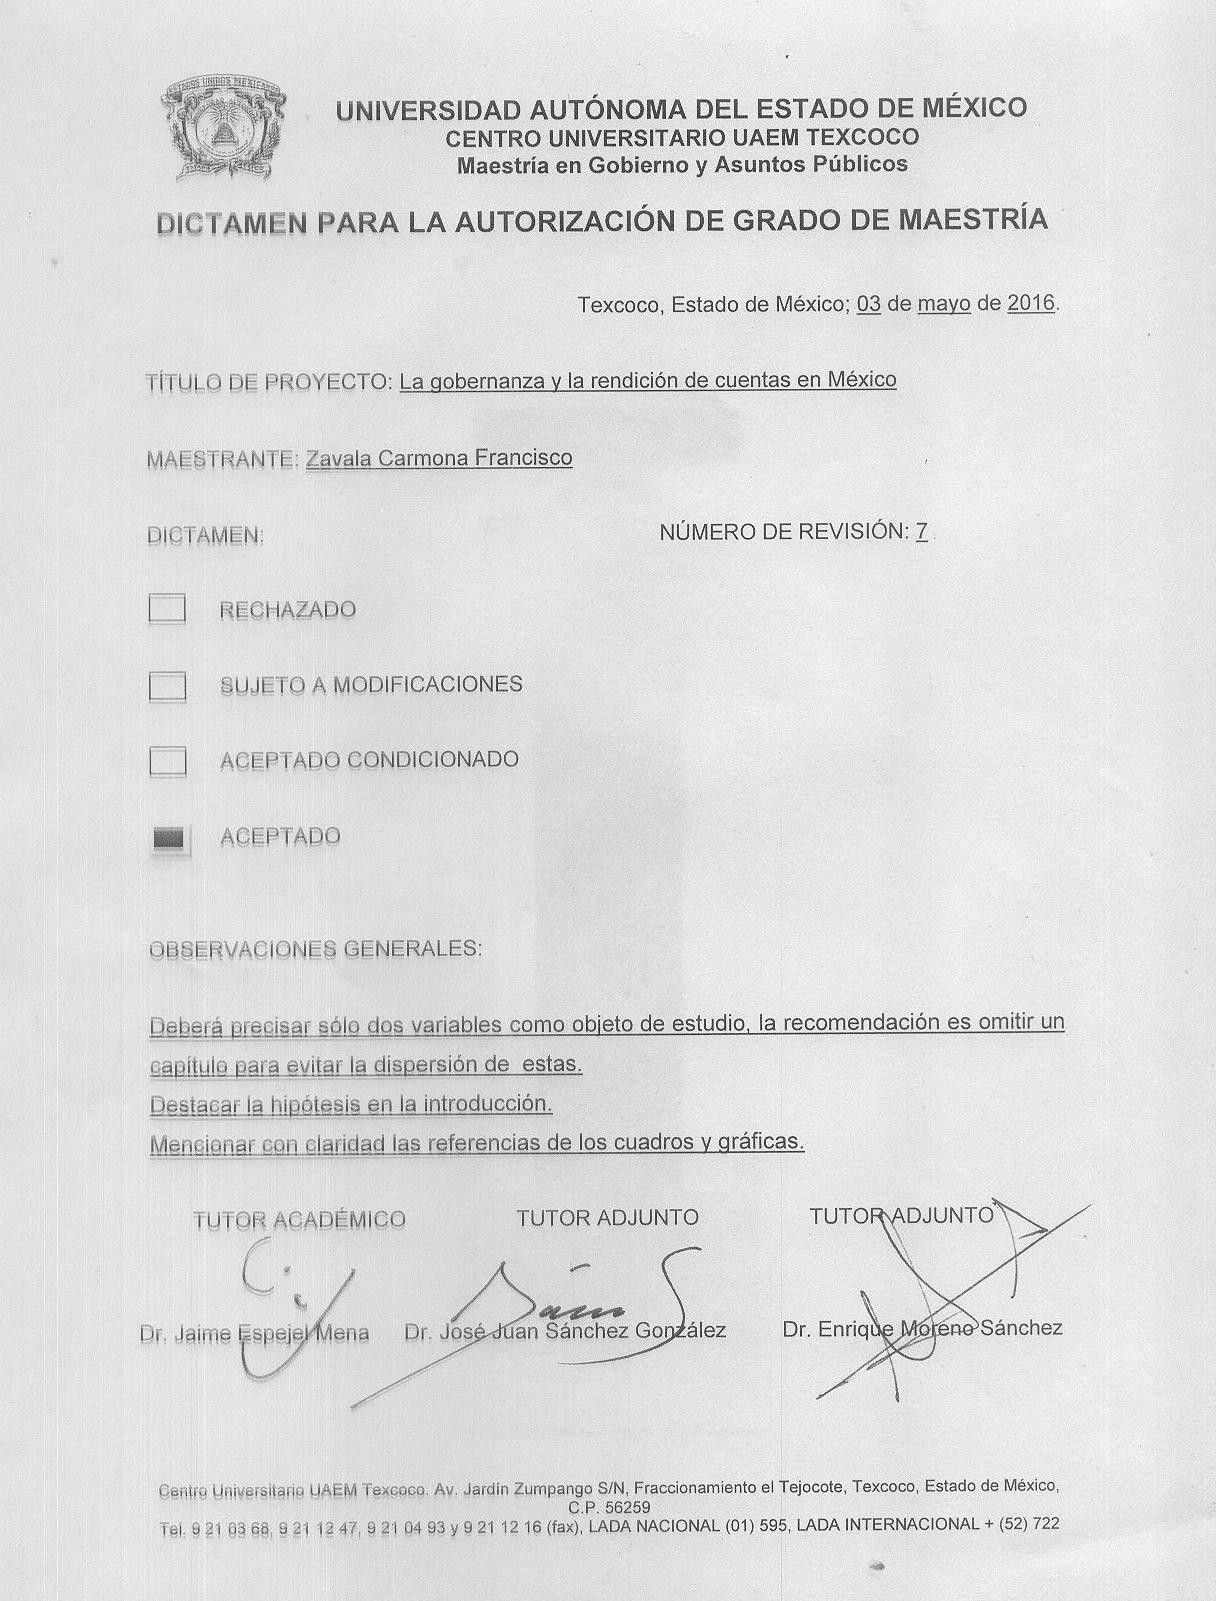 ESTADOS UNIDOS MEXICANOS
UNIVERSIDAD AUTÓNOMA DEL ESTADO DE MÉXICO
CENTRO UNIVERSITARIO UAEM TEXCOCO
Maestría en Gobierno y Asuntos Públicos
DICTAMEN PARA LA AUTORIZACIÓN DE GRADO DE MAESTRÍA
Texcoco, Estado de México; 03 de mayo de 2016.
TÍTULO DE PROYECTO: La gobernanza y la rendición de cuentas en México
MAESTRANTE: Zavala Carmona Francisco
DICTAMEN: NÚMERO DE REVISIÓN: 7
RECHAZADO
SUJETO A MODIFICACIONES
ACEPTADO CONDICIONADO
ACEPTADO
OBSERVACIONES GENERALES:
Deberá precisar sólo dos variables como objeto de estudio, la recomendación es omitir un
capítulo para evitar la dispersión de estas.
Destacar la hipótesis en la introducción.
Mencionar con claridad las referencias de los cuadros y gráficas.
TUTOR ACADÉMICO TUTOR ADJUNTO TUTOR ADJUNTO
Dr. Jaime Espejel Mena Dr. José Juan Sánchez González Dr. Enrique Moreno Sánchez
Centro Universitario UAEM Texcoco. Av. Jardín Zumpango S/N, Fraccionamiento el Tejocote, Texcoco, Estado de México,
C.P. 56259
Tel. 9 21 03 68, 9 21 12 47, 9 21 04 93 y 9 21 12 16 (fax), LADA NACIONAL (01) 595, LADA INTERNACIONAL + (52) 722